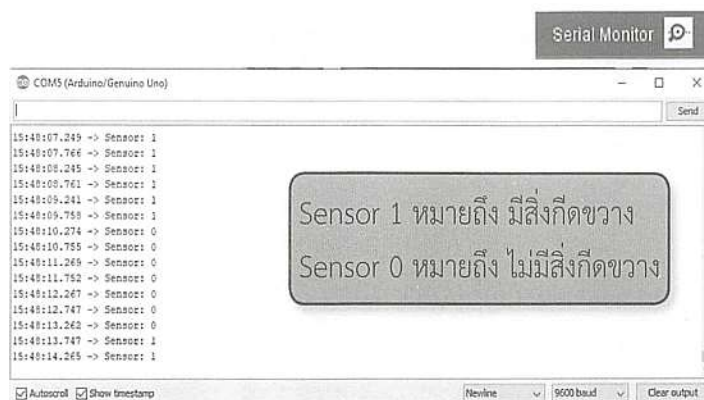 Serial Monitor
COM5 (Arduino/Genuino Uno)
Send
15:48:07.249 -> Sensor: 1
15:48:07.766 -> Sensor: 1
15:48:08.245 -> Sensor: 1
15:48:08.761 -> Sensor: 1
15:48:09.241 -> Sensor: 1
15:48:09.758 -> Sensor: 1
15:48:10.274 -> Sensor: 0
15:48:10.755 -> Sensor: 0
15:48:11.269 -> Sensor: 0
15:48:11.752 -> Sensor: 0
15:48:12.267 -> Sensor: 0
15:48:12.747 -> Sensor: 0
15:48:13.262 -> Sensor: 0
15:48:13.747 -> Sensor: 1
15:48:14.265 -> Sensor: 1
Sensor 1 หมายถึง มีสิ่งกีดขวาง
Sensor 0 หมายถึง ไม่มีสิ่งกีดขวาง
Autoscroll Show timestamp
Newline
9600 baud
Clear output